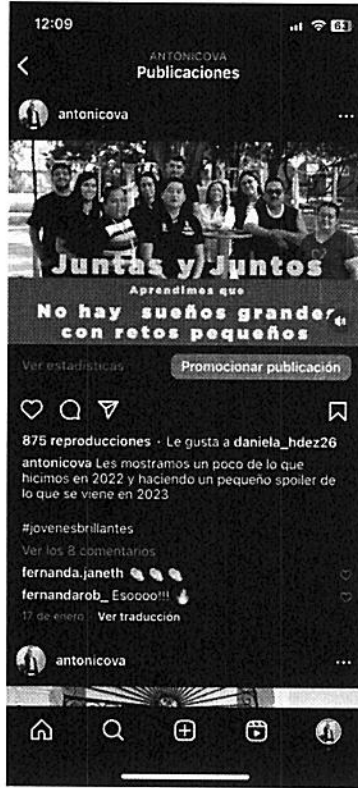 12:09
63
ANTONICOVA
Publicaciones
antonicova
Juntas y Juntos
Aprendimos que
No hay sueños grandes
con retos pequeños
Ver estadísticas
Promocionar publicación
875 reproducciones · Le gusta a daniela_hdez26
antonicova Les mostramos un poco de lo que
hicimos en 2022 y haciendo un pequeño spoiler de
lo que se viene en 2023
#jovenesbrillantes
Ver los 8 comentarios
fernanda.janeth 👏👏👏
fernandarob_ Esoooo!!! 🔥
17 de enero Ver traducción
antonicova